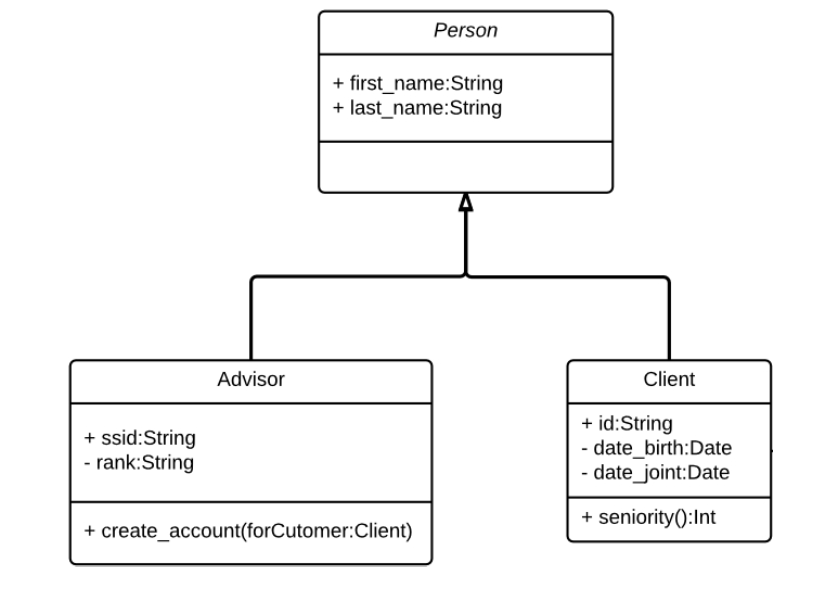 Person
+ first_name:String
+ last_name:String
Advisor
+ ssid:String
- rank:String
+ create_account(forCutomer:Client)
Client
+ id:String
- date_birth:Date
- date_joint:Date
+ seniority():Int